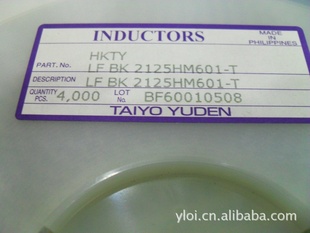 INDUCTORS
MADE IN
PHILIPPINES
HKTY
PART. NO. LF BK 2125HM601-T
DESCRIPTION LF BK 2125HM601-T
QUANTITY PCS. 4,000 LOT No. BF60010508
TAIYO YUDEN
yloi.cn.alibaba.com